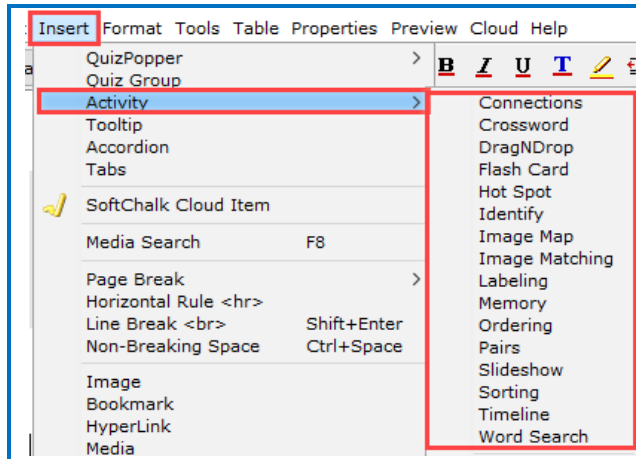 Insert Format Tools Table Properties Preview Cloud Help
QuizPopper >
B I U T
Quiz Group
Activity >
Tooltip
Accordion
Tabs
SoftChalk Cloud Item
Media Search F8
Page Break >
Horizontal Rule <hr>
Line Break <br> Shift+Enter
Non-Breaking Space Ctrl+Space
Image
Bookmark
HyperLink
Media
Connections
Crossword
DragNDrop
Flash Card
Hot Spot
Identify
Image Map
Image Matching
Labeling
Memory
Ordering
Pairs
Slideshow
Sorting
Timeline
Word Search